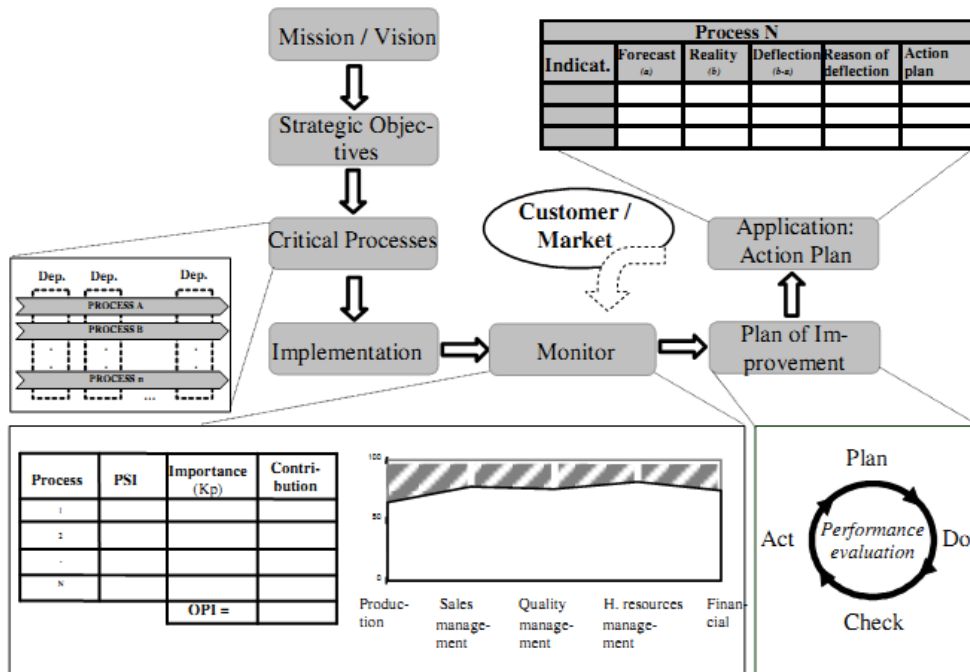 Mission / Vision
Strategic Objec-
tives
Critical Processes
Implementation
Monitor
Plan of Im-
provement
Application:
Action Plan
Customer /
Market
Process N
Indicat.
Forecast
(a)
Reality
(b)
Deflection
(b-a)
Reason of
deflection
Action
plan
Dep. Dep. Dep.
PROCESS A
PROCESS B
. . .
. . .
PROCESS n
...
Process
PSI
Importance
(Kp)
Contri-
bution
1
2
.
N
OPI =
100
50
0
Produc-
tion
Sales
manage-
ment
Quality
management
H. resources
manage-
ment
Finan-
cial
Plan
Do
Check
Act
Performance
evaluation